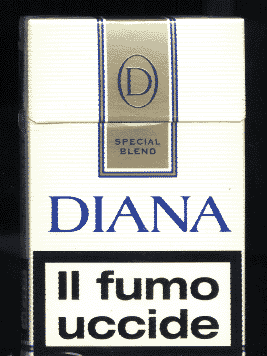 D
SPECIAL
BLEND
DIANA
Il fumo
uccide